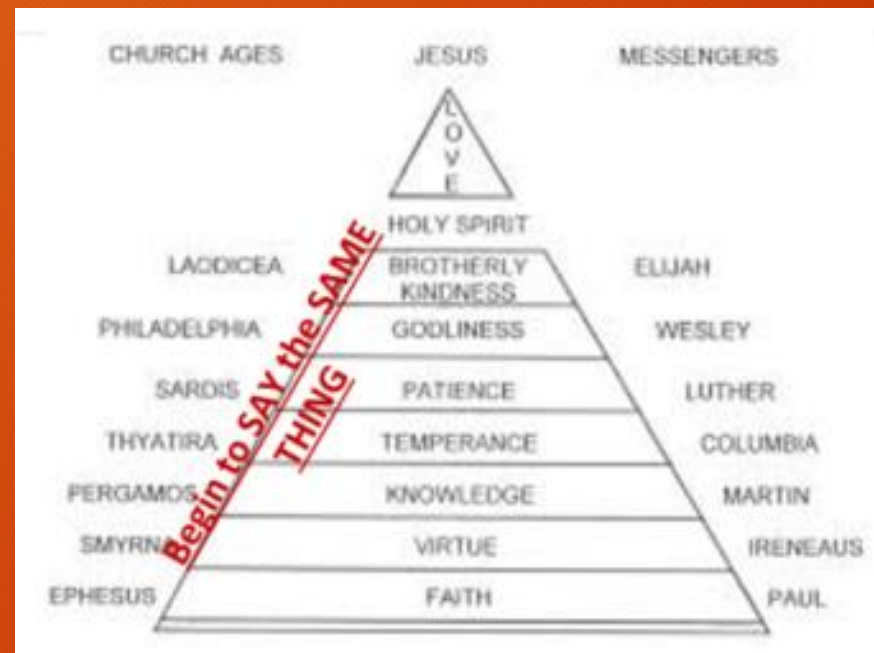 CHURCH AGES JESUS MESSENGERS
LOVE
HOLY SPIRIT
LAODICEA BROTHERLY KINDNESS ELIJAH
PHILADELPHIA GODLINESS WESLEY
SARDIS PATIENCE LUTHER
THYATIRA TEMPERANCE COLUMBIA
PERGAMOS KNOWLEDGE MARTIN
SMYRNA VIRTUE IRENEAUS
EPHESUS FAITH PAUL
Begin to SAY the SAME
THING